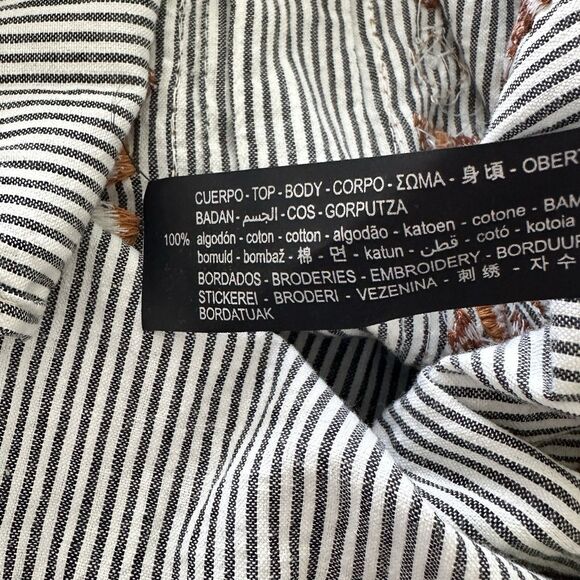 CUERPO - TOP - BODY - CORPO - ΣΩΜΑ - 身頃 - OBERT
BADAN - الجسم - COS - GORPUTZA
100% algodón - coton - cotton - algodão - katoen - cotone - BAM
bomuld - bombaž - 棉 - 면 - katun - قطن - cotó - kotoia
BORDADOS - BRODERIES - EMBROIDERY - BORDUU
STICKEREI - BRODERI - VEZENINA - 刺绣 - 자수
BORDATUAK